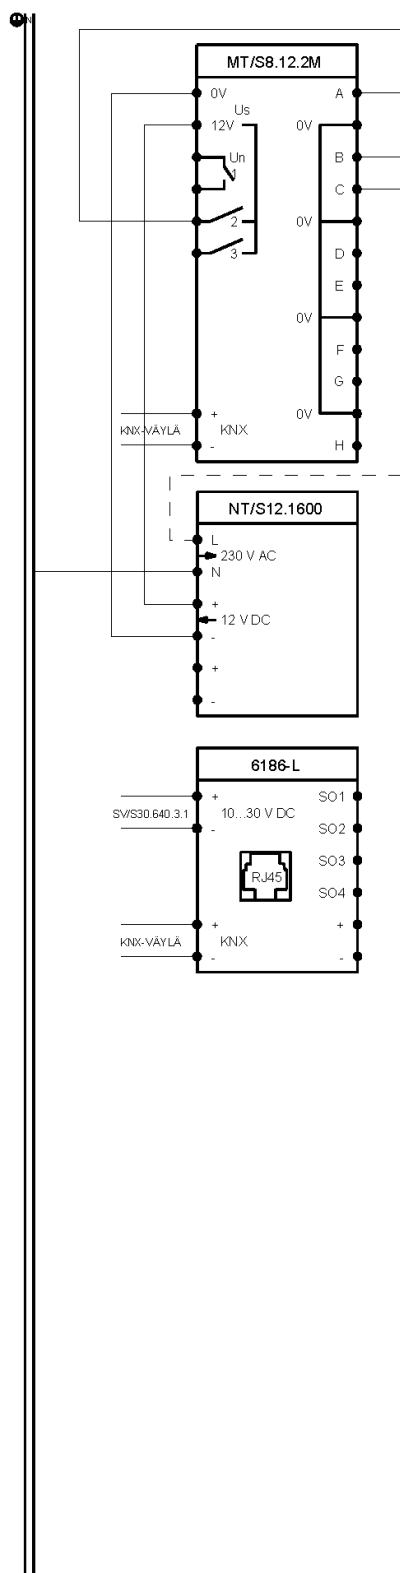 N
MT/S8.12.2M
0V A
Us
12V 0V
Un B
1
C
2 0V
3 D
E
0V
F
G
+ 0V
KNX-VÄYLÄ KNX
- H
NT/S12.1600
L
230 V AC
N
+
12 V DC
-
+
-
6186-L
+ SO1
SV/S30.640.3.1 10...30 V DC
- SO2
SO3
RJ45
SO4
+ +
KNX-VÄYLÄ KNX
- -